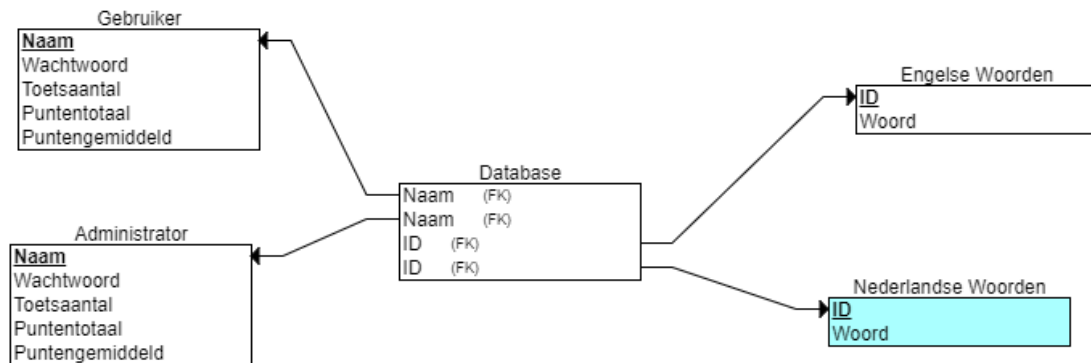 Gebruiker
Naam
Wachtwoord
Toetsaantal
Puntentotaal
Puntengemiddeld
Administrator
Naam
Wachtwoord
Toetsaantal
Puntentotaal
Puntengemiddeld
Database
Naam (FK)
Naam (FK)
ID (FK)
ID (FK)
Engelse Woorden
ID
Woord
Nederlandse Woorden
ID
Woord